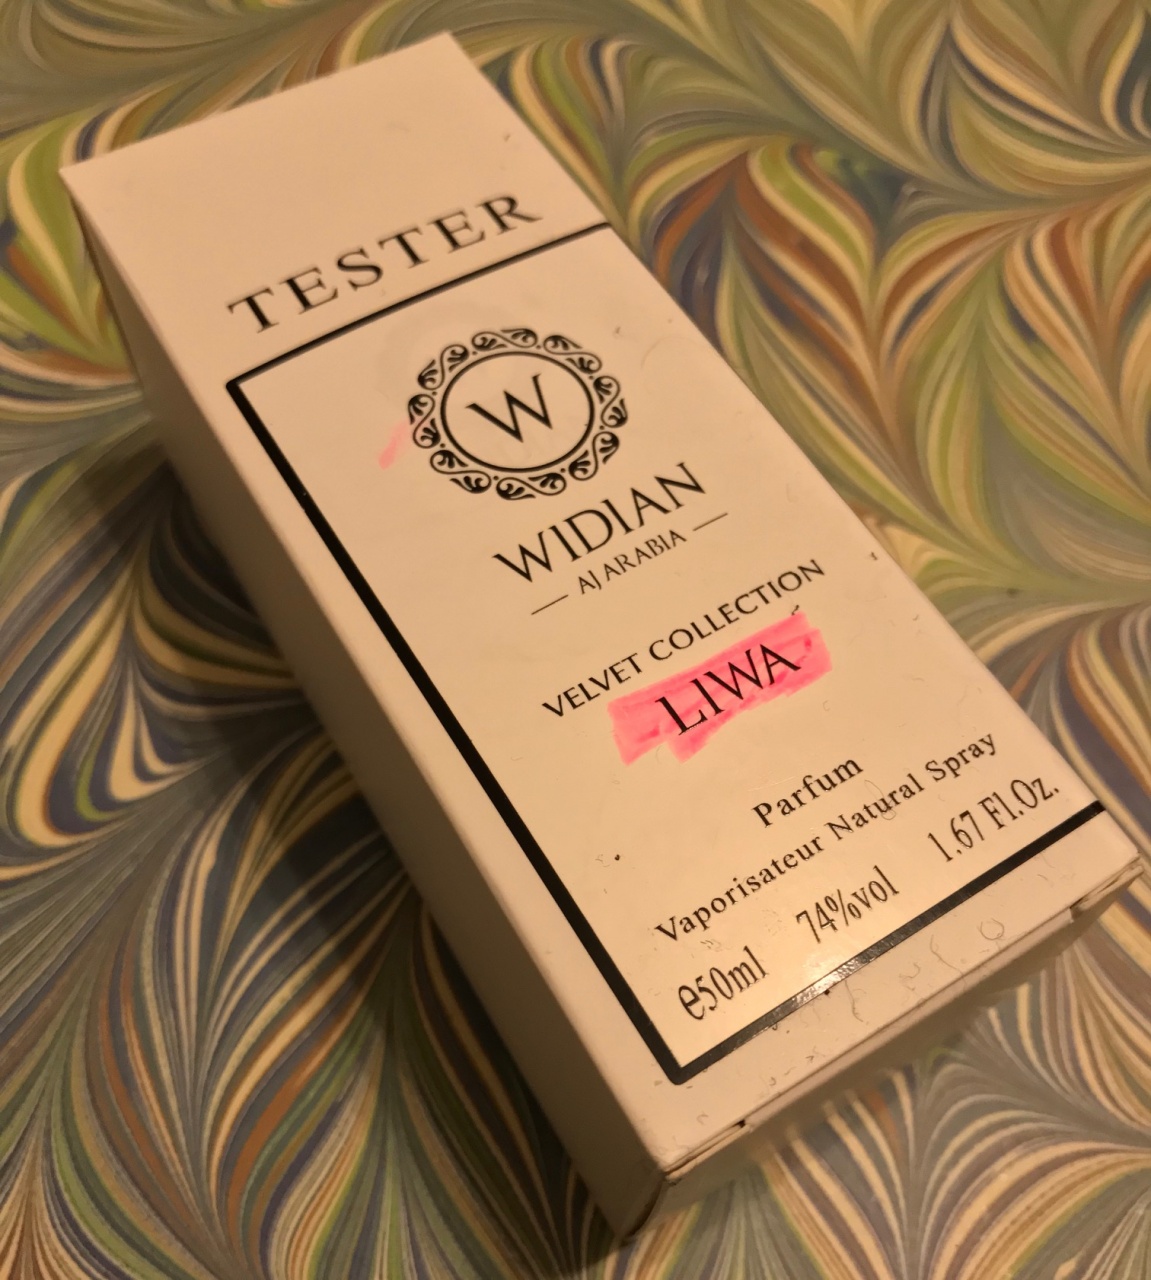 TESTER
W
WIDIAN
— AJ ARABIA —
VELVET COLLECTION
LIWA
Parfum
Vaporisateur Natural Spray
e50ml 74%vol 1.67 Fl.Oz.